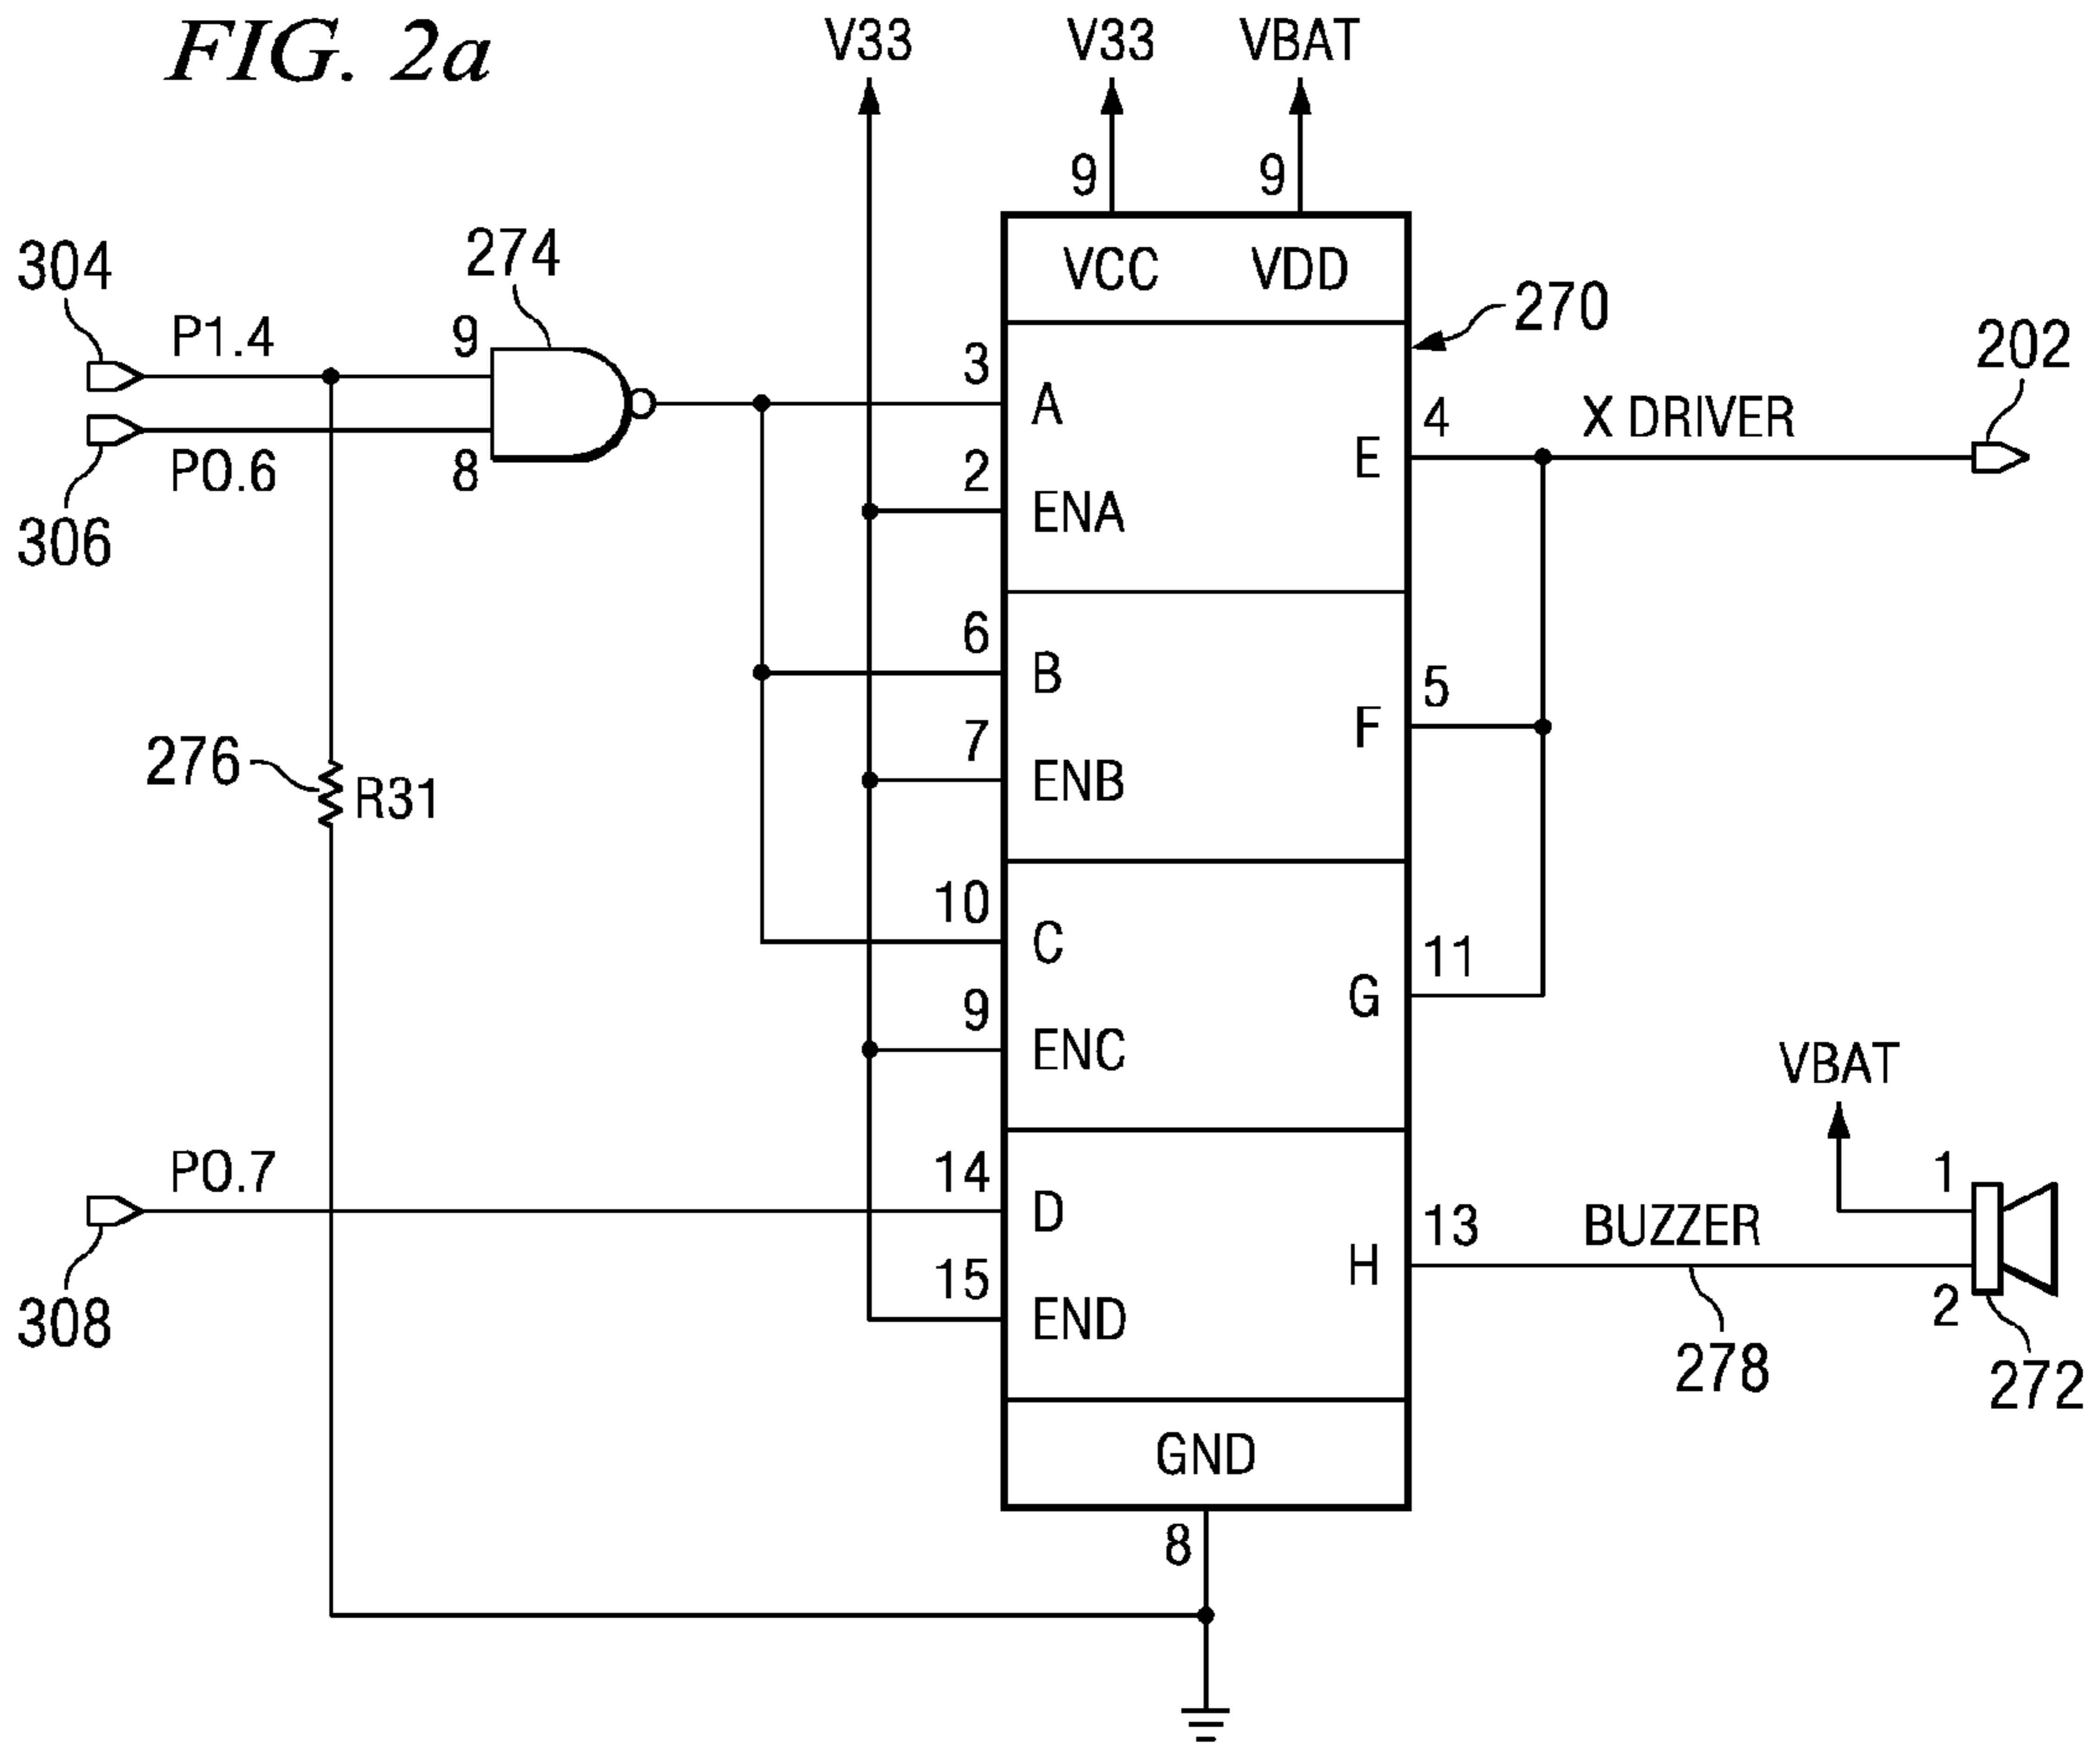 FIG. 2a
V33
V33
VBAT
9
9
VCC
VDD
304
274
270
P1.4
9
3
202
A
4
X DRIVER
P0.6
8
2
E
306
ENA
6
B
5
276
R31
7
F
ENB
10
C
11
9
G
ENC
VBAT
P0.7
14
1
D
13
BUZZER
308
15
H
END
2
278
272
GND
8